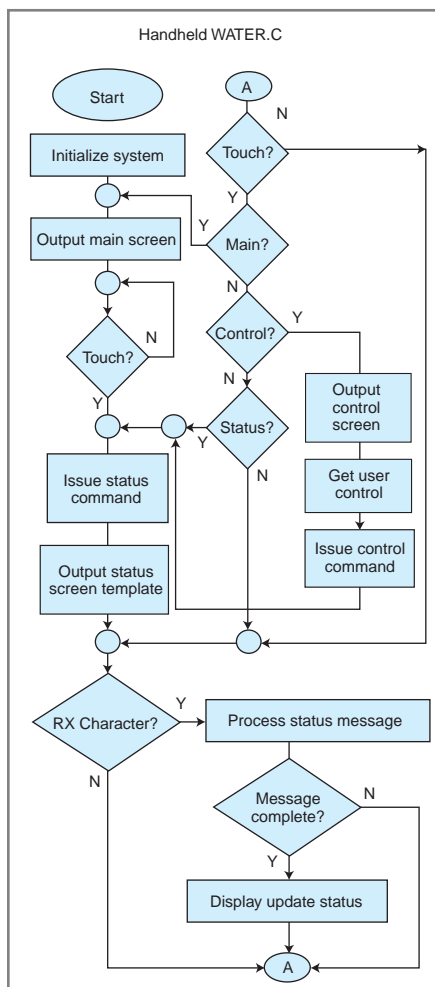 Handheld WATER.C
Start
Initialize system
Output main screen
Touch?
N
Y
Issue status
command
Output status
screen template
A
N
Touch?
Y
Y
Main?
N
Control?
Y
N
Status?
Y
N
Output
control
screen
Get user
control
Issue control
command
RX Character?
Y
N
Process status message
Message
complete?
N
Y
Display update status
A